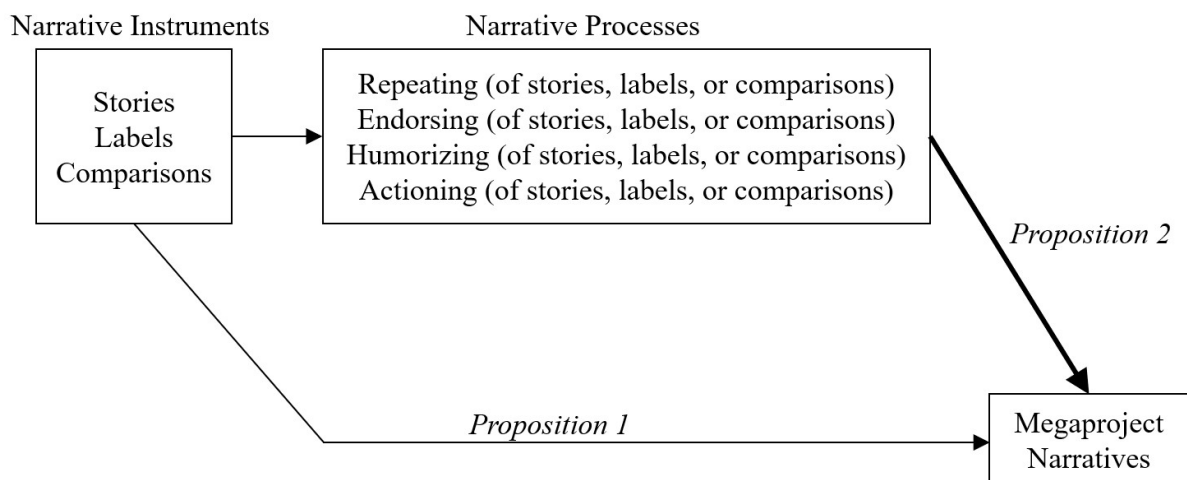 Narrative Instruments
Narrative Processes
Stories
Labels
Comparisons
Repeating (of stories, labels, or comparisons)
Endorsing (of stories, labels, or comparisons)
Humorizing (of stories, labels, or comparisons)
Actioning (of stories, labels, or comparisons)
Proposition 2
Proposition 1
Megaproject
Narratives